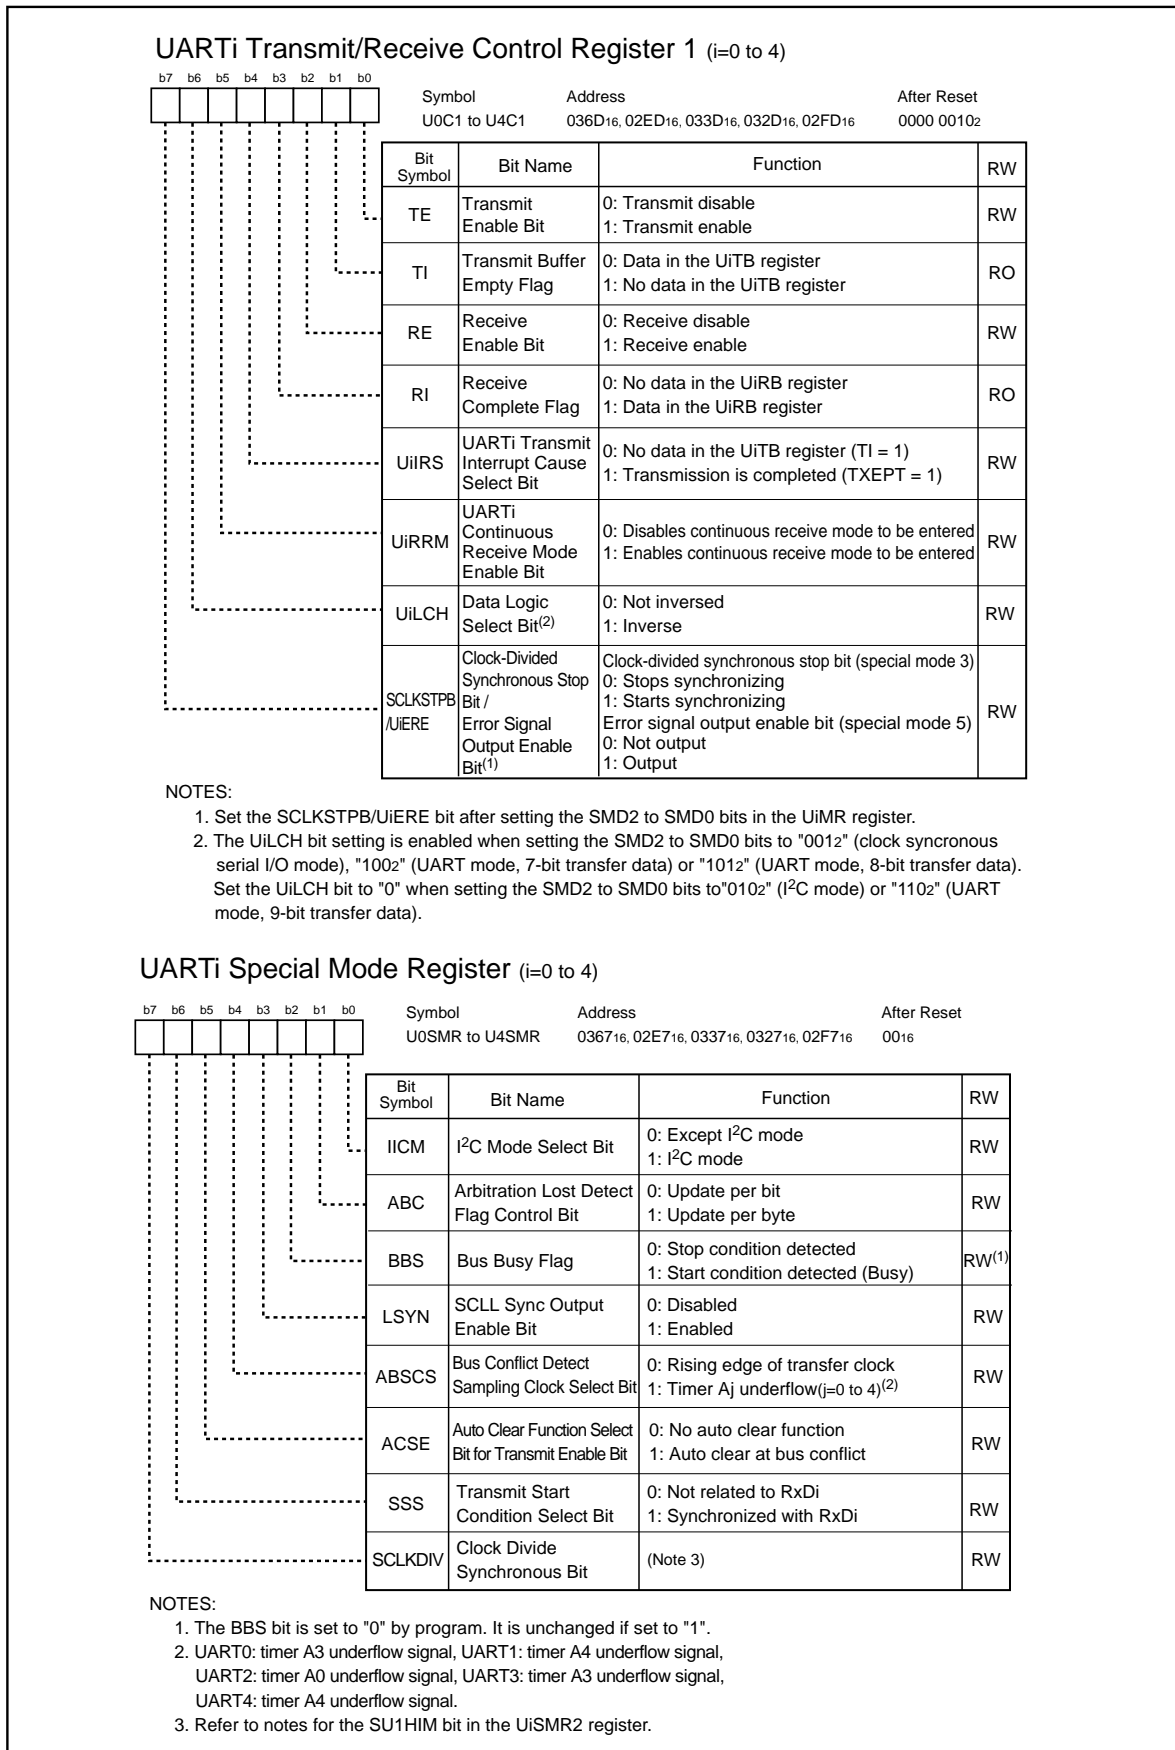 UARTi Transmit/Receive Control Register 1 (i=0 to 4)
b7 b6 b5 b4 b3 b2 b1 b0
Symbol Address After Reset
U0C1 to U4C1 036D16, 02ED16, 033D16, 032D16, 02FD16 0000 00102
Bit Symbol Bit Name Function RW
TE Transmit Enable Bit 0: Transmit disable
1: Transmit enable RW
TI Transmit Buffer Empty Flag 0: Data in the UiTB register
1: No data in the UiTB register RO
RE Receive Enable Bit 0: Receive disable
1: Receive enable RW
RI Receive Complete Flag 0: No data in the UiRB register
1: Data in the UiRB register RO
UiIRS UARTi Transmit Interrupt Cause Select Bit 0: No data in the UiTB register (TI = 1)
1: Transmission is completed (TXEPT = 1) RW
UiRRM UARTi Continuous Receive Mode Enable Bit 0: Disables continuous receive mode to be entered
1: Enables continuous receive mode to be entered RW
UiLCH Data Logic Select Bit(2) 0: Not inversed
1: Inverse RW
SCLKSTPB /UiERE Clock-Divided Synchronous Stop Bit / Error Signal Output Enable Bit(1) Clock-divided synchronous stop bit (special mode 3)
0: Stops synchronizing
1: Starts synchronizing
Error signal output enable bit (special mode 5)
0: Not output
1: Output RW
NOTES:
1. Set the SCLKSTPB/UiERE bit after setting the SMD2 to SMD0 bits in the UiMR register.
2. The UiLCH bit setting is enabled when setting the SMD2 to SMD0 bits to "0012" (clock syncronous
serial I/O mode), "1002" (UART mode, 7-bit transfer data) or "1012" (UART mode, 8-bit transfer data).
Set the UiLCH bit to "0" when setting the SMD2 to SMD0 bits to"0102" (I2C mode) or "1102" (UART
mode, 9-bit transfer data).
UARTi Special Mode Register (i=0 to 4)
b7 b6 b5 b4 b3 b2 b1 b0
Symbol Address After Reset
U0SMR to U4SMR 036716, 02E716, 033716, 032716, 02F716 0016
Bit Symbol Bit Name Function RW
IICM I2C Mode Select Bit 0: Except I2C mode
1: I2C mode RW
ABC Arbitration Lost Detect Flag Control Bit 0: Update per bit
1: Update per byte RW
BBS Bus Busy Flag 0: Stop condition detected
1: Start condition detected (Busy) RW(1)
LSYN SCLL Sync Output Enable Bit 0: Disabled
1: Enabled RW
ABSCS Bus Conflict Detect Sampling Clock Select Bit 0: Rising edge of transfer clock
1: Timer Aj underflow(j=0 to 4)(2) RW
ACSE Auto Clear Function Select Bit for Transmit Enable Bit 0: No auto clear function
1: Auto clear at bus conflict RW
SSS Transmit Start Condition Select Bit 0: Not related to RxDi
1: Synchronized with RxDi RW
SCLKDIV Clock Divide Synchronous Bit (Note 3) RW
NOTES:
1. The BBS bit is set to "0" by program. It is unchanged if set to "1".
2. UART0: timer A3 underflow signal, UART1: timer A4 underflow signal,
UART2: timer A0 underflow signal, UART3: timer A3 underflow signal,
UART4: timer A4 underflow signal.
3. Refer to notes for the SU1HIM bit in the UiSMR2 register.